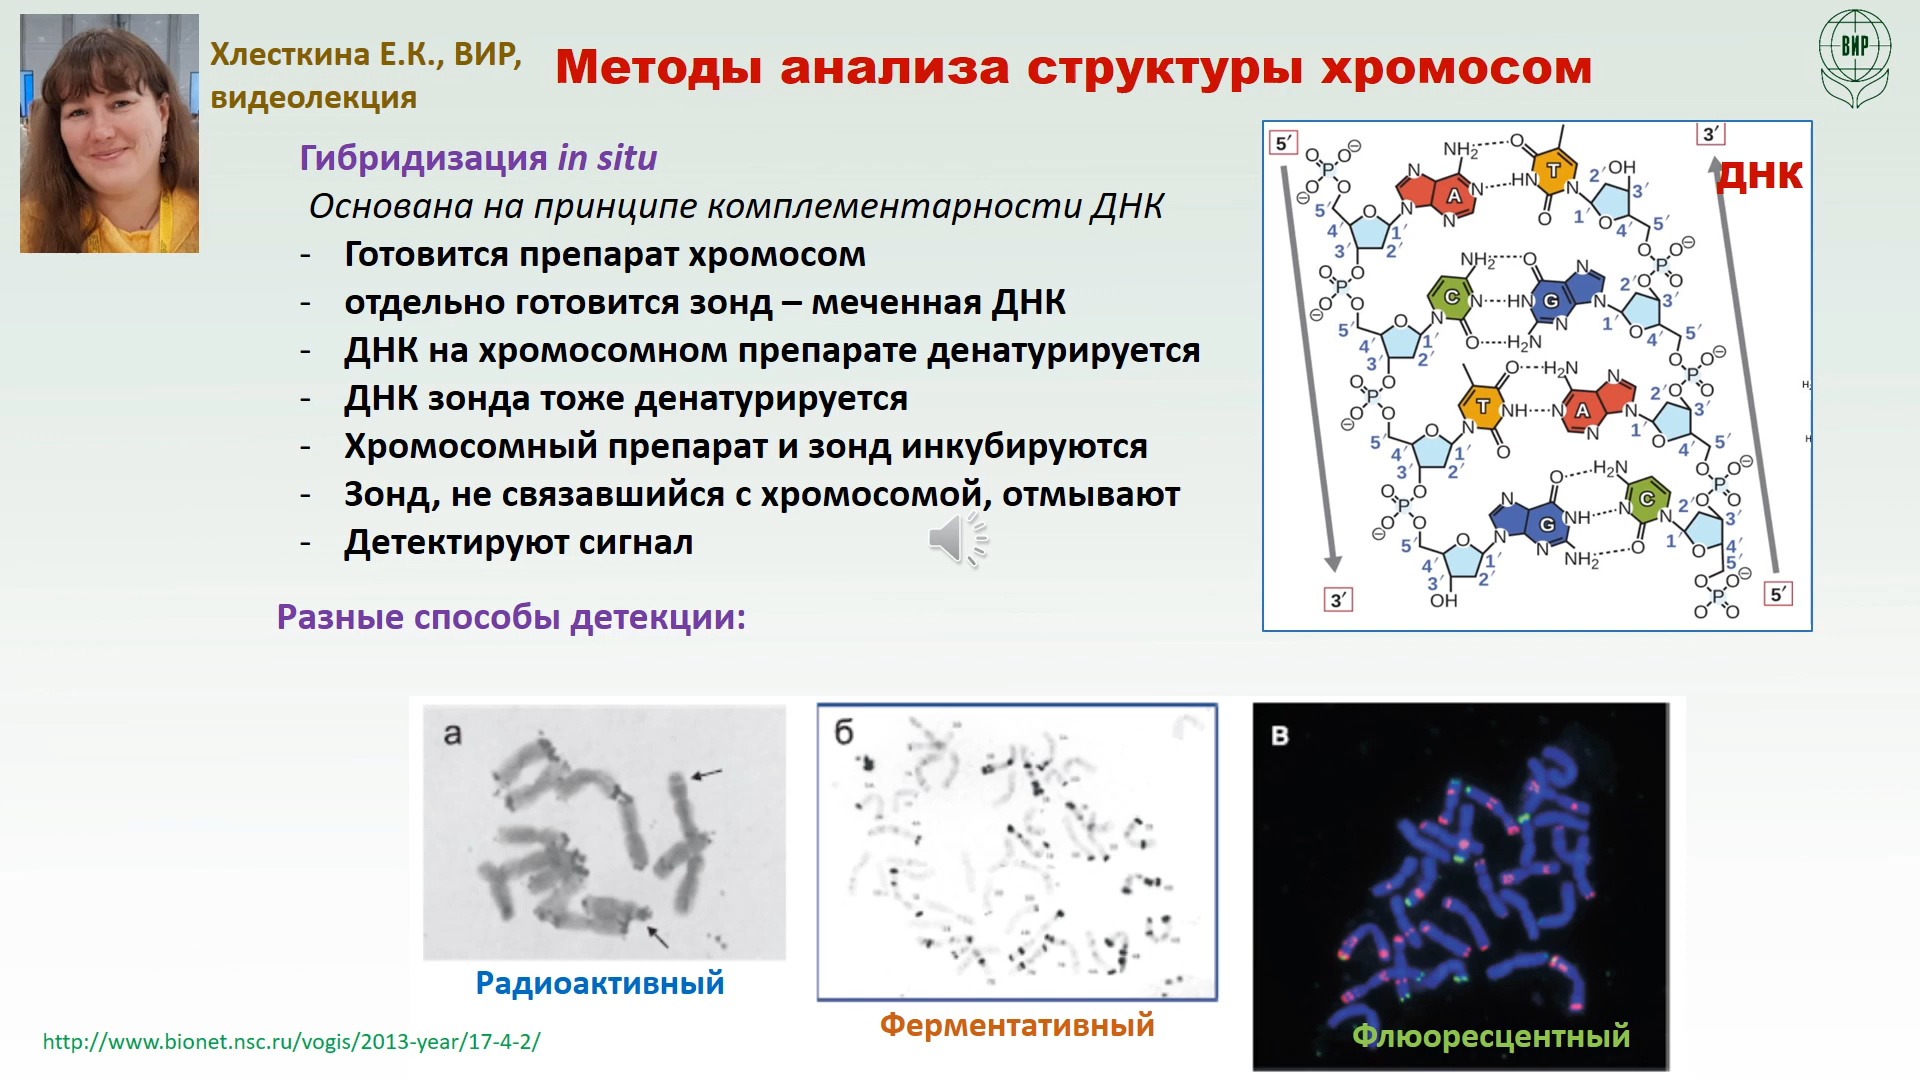 Хлесткина Е.К., ВИР,
видеолекция
Методы анализа структуры хромосом
ВИР
Гибридизация in situ
Основана на принципе комплементарности ДНК
- Готовится препарат хромосом
- отдельно готовится зонд – меченная ДНК
- ДНК на хромосомном препарате денатурируется
- ДНК зонда тоже денатурируется
- Хромосомный препарат и зонд инкубируются
- Зонд, не связавшийся с хромосомой, отмывают
- Детектируют сигнал
Разные способы детекции:
5′
3′
ДНК
A
T
C
G
T
A
G
C
3′
5′
а
б
в
Радиоактивный
Ферментативный
Флюоресцентный
http://www.bionet.nsc.ru/vogis/2013-year/17-4-2/